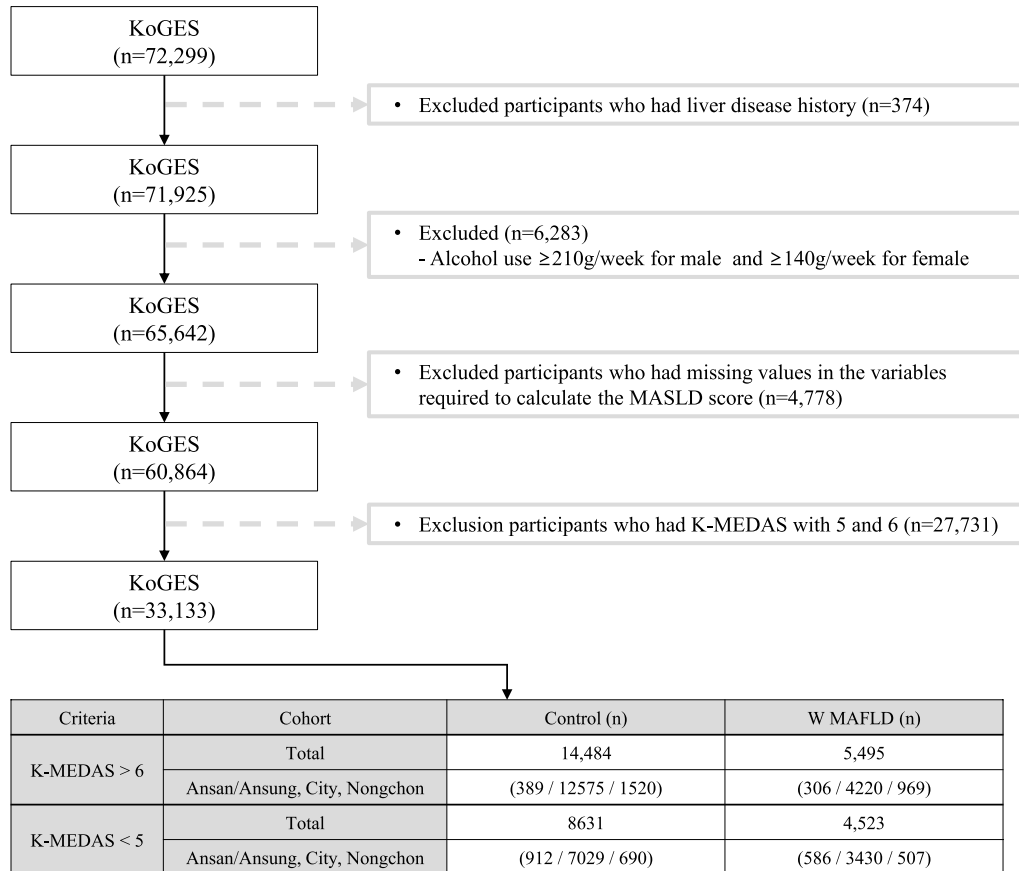 KoGES
(n=72,299)
• Excluded participants who had liver disease history (n=374)
KoGES
(n=71,925)
• Excluded (n=6,283)
- Alcohol use ≥210g/week for male and ≥140g/week for female
KoGES
(n=65,642)
• Excluded participants who had missing values in the variables
required to calculate the MASLD score (n=4,778)
KoGES
(n=60,864)
• Exclusion participants who had K-MEDAS with 5 and 6 (n=27,731)
KoGES
(n=33,133)
Criteria Cohort Control (n) W MAFLD (n)
K-MEDAS > 6
Total 14,484 5,495
Ansan/Ansung, City, Nongchon (389 / 12575 / 1520) (306 / 4220 / 969)
K-MEDAS < 5
Total 8631 4,523
Ansan/Ansung, City, Nongchon (912 / 7029 / 690) (586 / 3430 / 507)